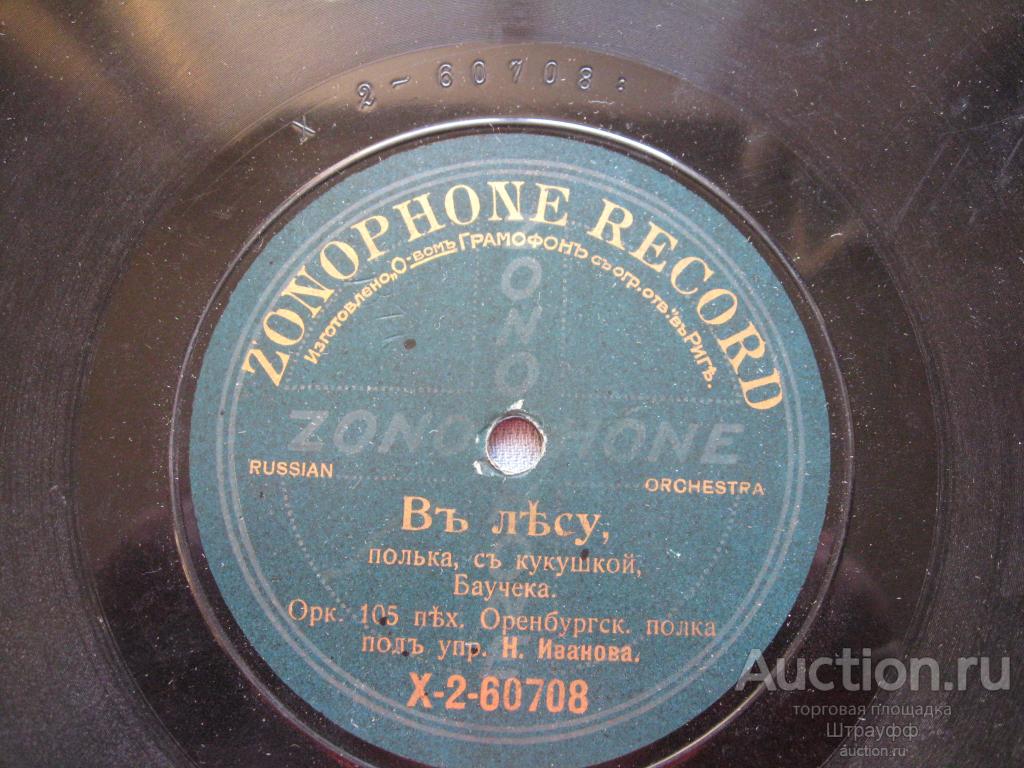 X 2-60708:
ZONOPHONE RECORD
Изготовлено „О-вомъ ГРАМОФОНЪ съ огр. отв." въ Ригѣ.
ZONOPHONE
RUSSIAN ORCHESTRA
Въ лѣсу,
полька, съ кукушкой,
Баучека.
Орк. 105 пѣх. Оренбургск. полка
подъ упр. Н. Иванова.
X-2-60708
Auction.ru
торговая площадка
Штрауфф
auction.ru